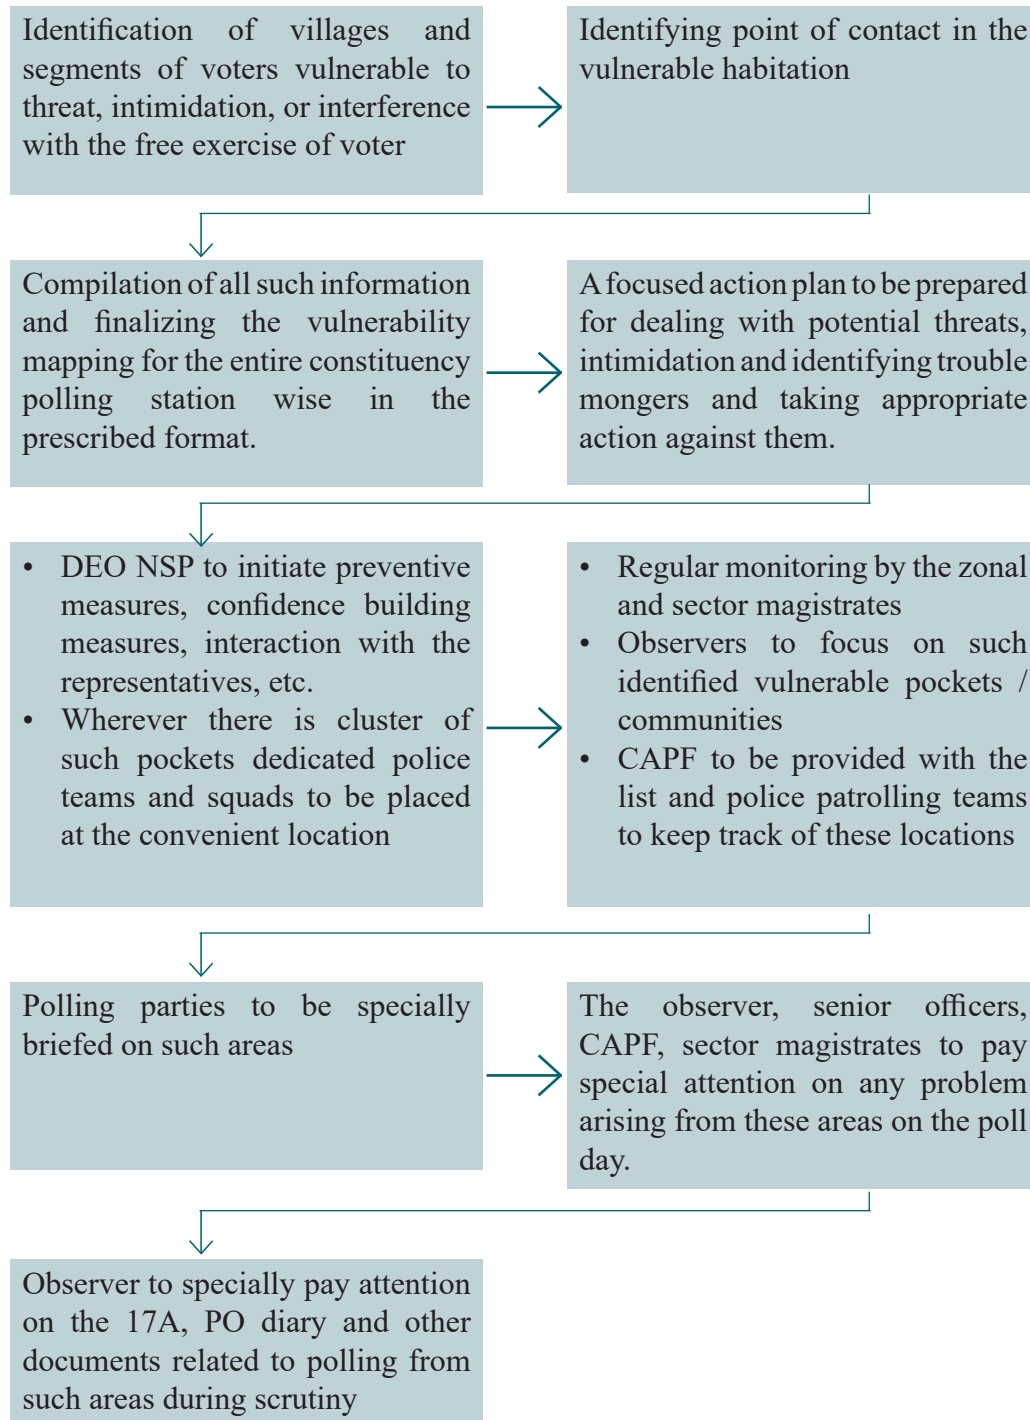 Identification of villages and
segments of voters vulnerable to
threat, intimidation, or interference
with the free exercise of voter
Identifying point of contact in the
vulnerable habitation
Compilation of all such information
and finalizing the vulnerability
mapping for the entire constituency
polling station wise in the
prescribed format.
A focused action plan to be prepared
for dealing with potential threats,
intimidation and identifying trouble
mongers and taking appropriate
action against them.
• DEO NSP to initiate preventive
measures, confidence building
measures, interaction with the
representatives, etc.
• Wherever there is cluster of
such pockets dedicated police
teams and squads to be placed
at the convenient location
• Regular monitoring by the zonal
and sector magistrates
• Observers to focus on such
identified vulnerable pockets /
communities
• CAPF to be provided with the
list and police patrolling teams
to keep track of these locations
Polling parties to be specially
briefed on such areas
The observer, senior officers,
CAPF, sector magistrates to pay
special attention on any problem
arising from these areas on the poll
day.
Observer to specially pay attention
on the 17A, PO diary and other
documents related to polling from
such areas during scrutiny